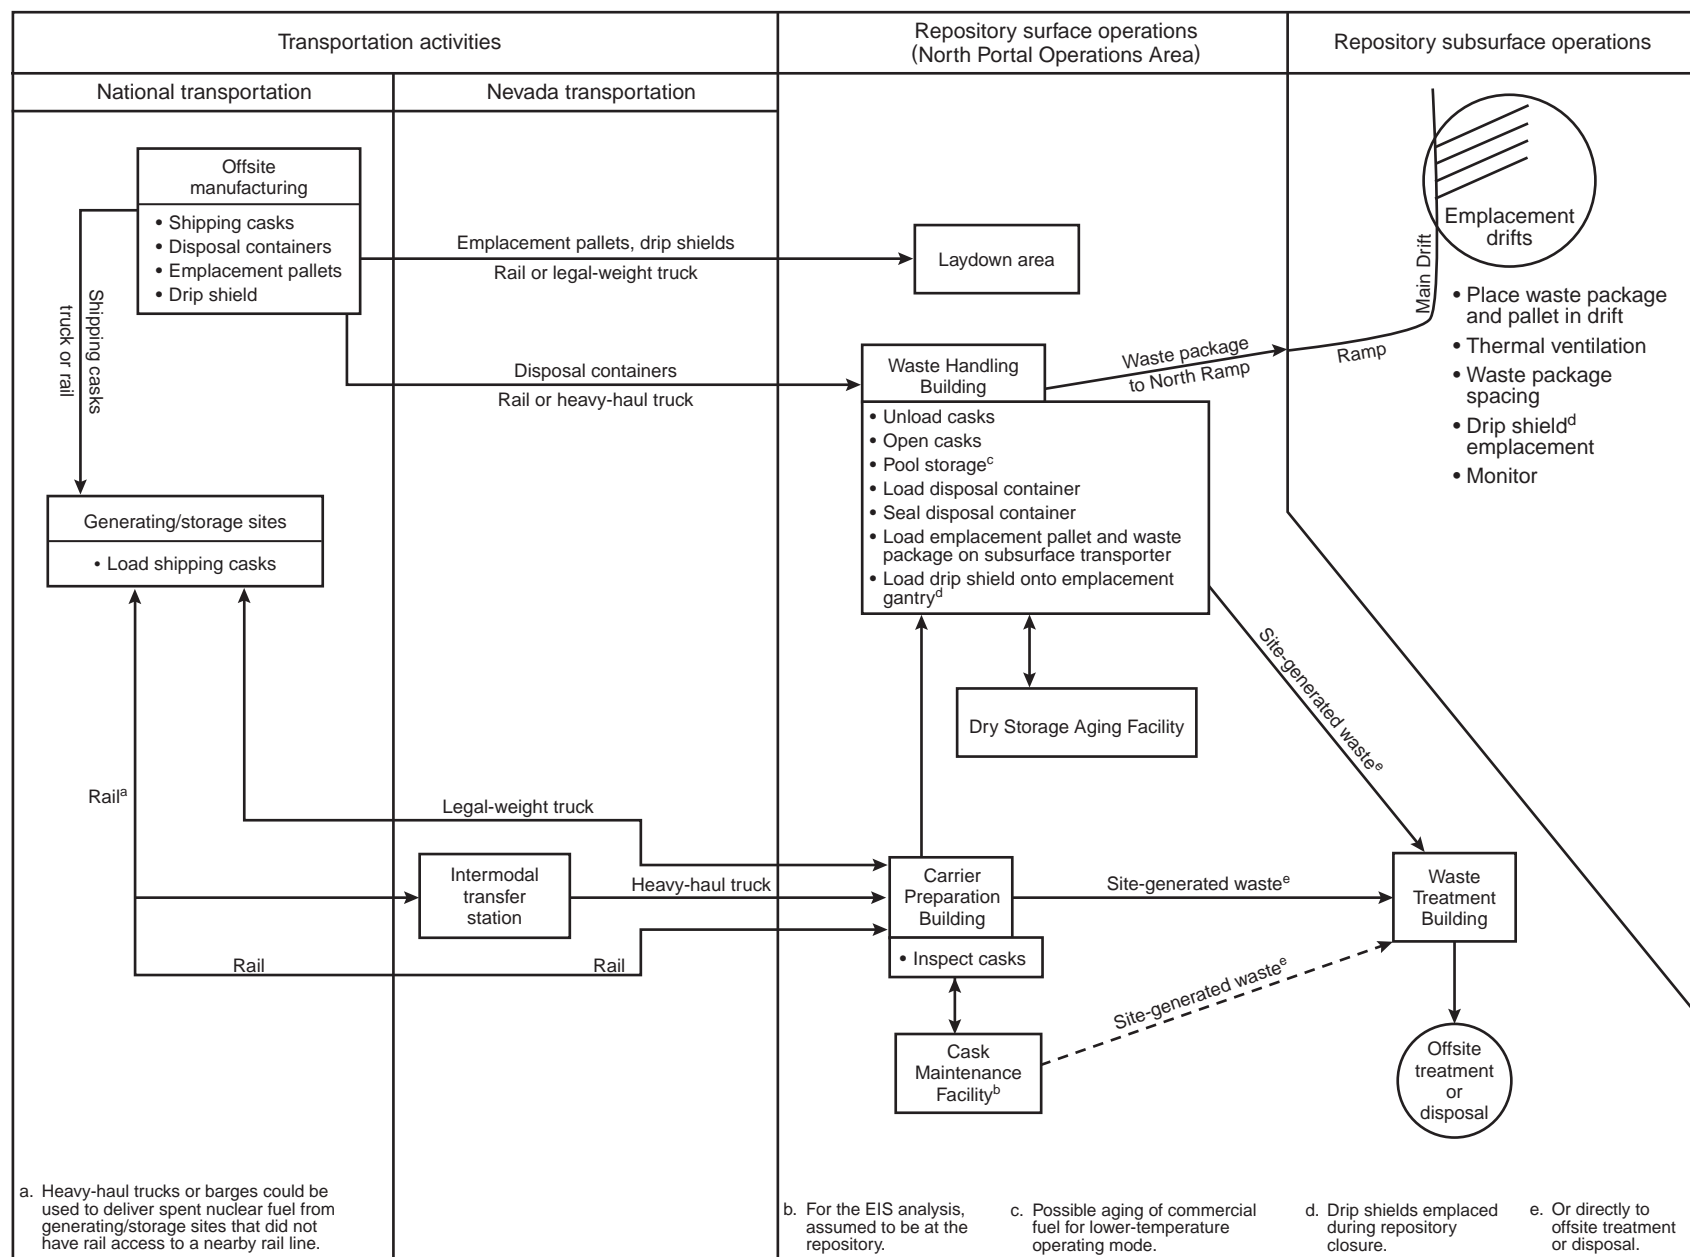 Transportation activities
Repository surface operations
(North Portal Operations Area)
Repository subsurface operations
National transportation
Nevada transportation
Offsite
manufacturing
• Shipping casks
• Disposal containers
• Emplacement pallets
• Drip shield
Shipping casks
truck or rail
Emplacement pallets, drip shields
Rail or legal-weight truck
Laydown area
Disposal containers
Rail or heavy-haul truck
Generating/storage sites
• Load shipping casks
Waste Handling
Building
• Unload casks
• Open casks
• Pool storagec
• Load disposal container
• Seal disposal container
• Load emplacement pallet and waste
package on subsurface transporter
• Load drip shield onto emplacement
gantryd
Waste package
to North Ramp
Ramp
Main Drift
Emplacement
drifts
• Place waste package
and pallet in drift
• Thermal ventilation
• Waste package
spacing
• Drip shieldd
emplacement
• Monitor
Dry Storage Aging Facility
Site-generated wastee
Raila
Legal-weight truck
Intermodal
transfer
station
Heavy-haul truck
Rail
Rail
Carrier
Preparation
Building
• Inspect casks
Site-generated wastee
Waste
Treatment
Building
Site-generated wastee
Cask
Maintenance
Facilityb
Offsite
treatment
or
disposal
a. Heavy-haul trucks or barges could be
used to deliver spent nuclear fuel from
generating/storage sites that did not
have rail access to a nearby rail line.
b. For the EIS analysis,
assumed to be at the
repository.
c. Possible aging of commercial
fuel for lower-temperature
operating mode.
d. Drip shields emplaced
during repository
closure.
e. Or directly to
offsite treatment
or disposal.